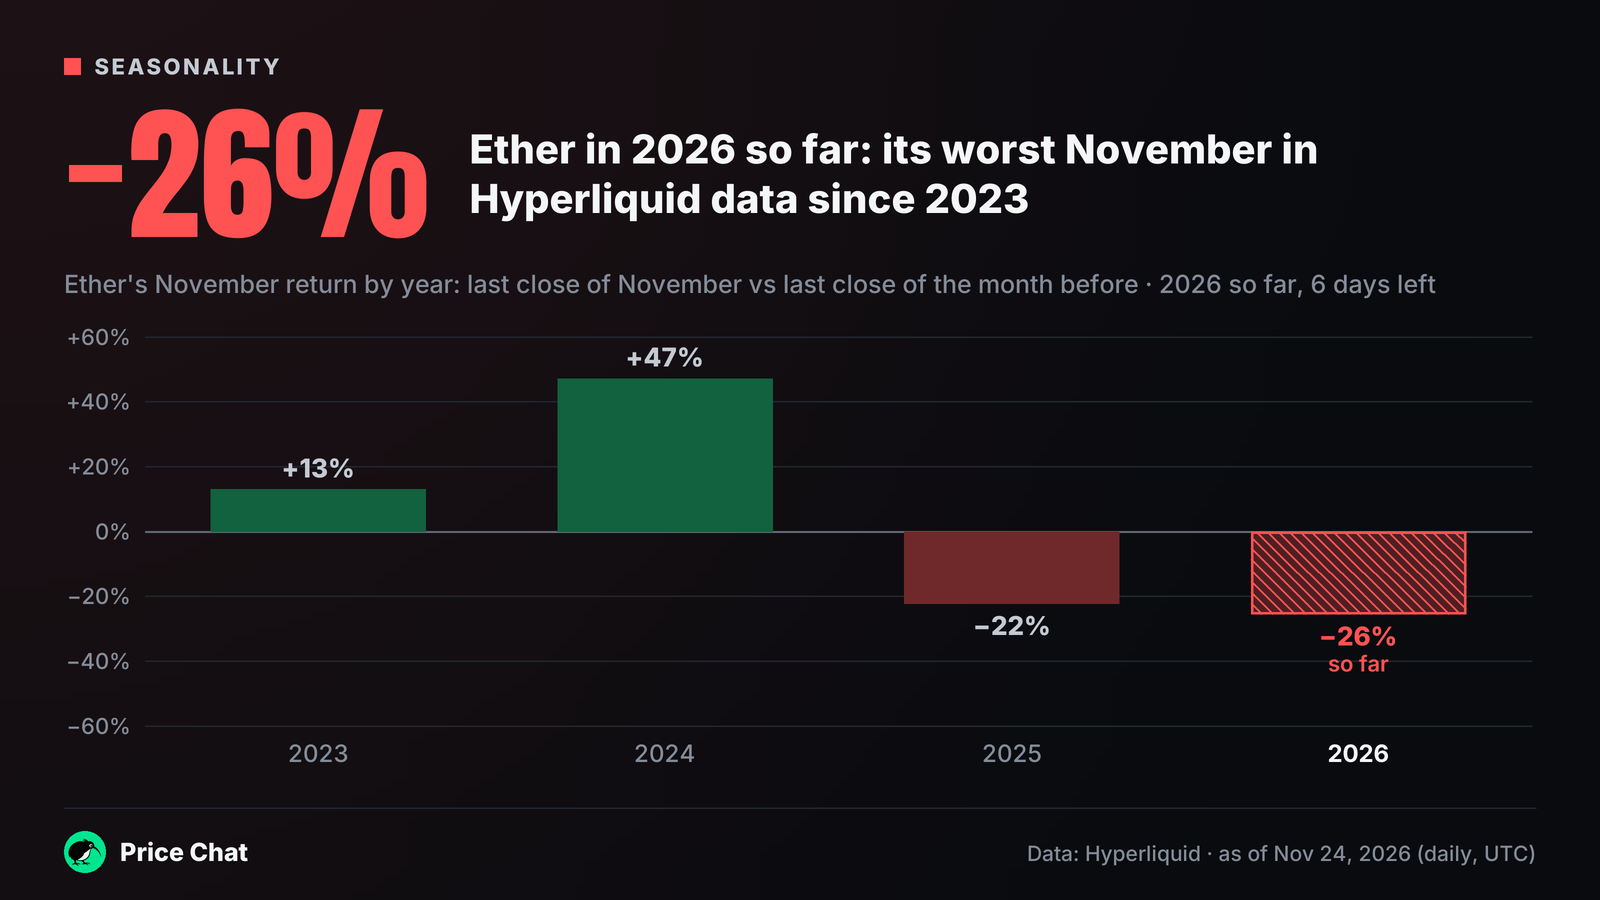 SEASONALITY
−26%
Ether in 2026 so far: its worst November in
Hyperliquid data since 2023
Ether's November return by year: last close of November vs last close of the month before · 2026 so far, 6 days left
+60%
+40%
+20%
0%
−20%
−40%
−60%
+13%
+47%
−22%
−26%
so far
2023
2024
2025
2026
Price Chat
Data: Hyperliquid · as of Nov 24, 2026 (daily, UTC)